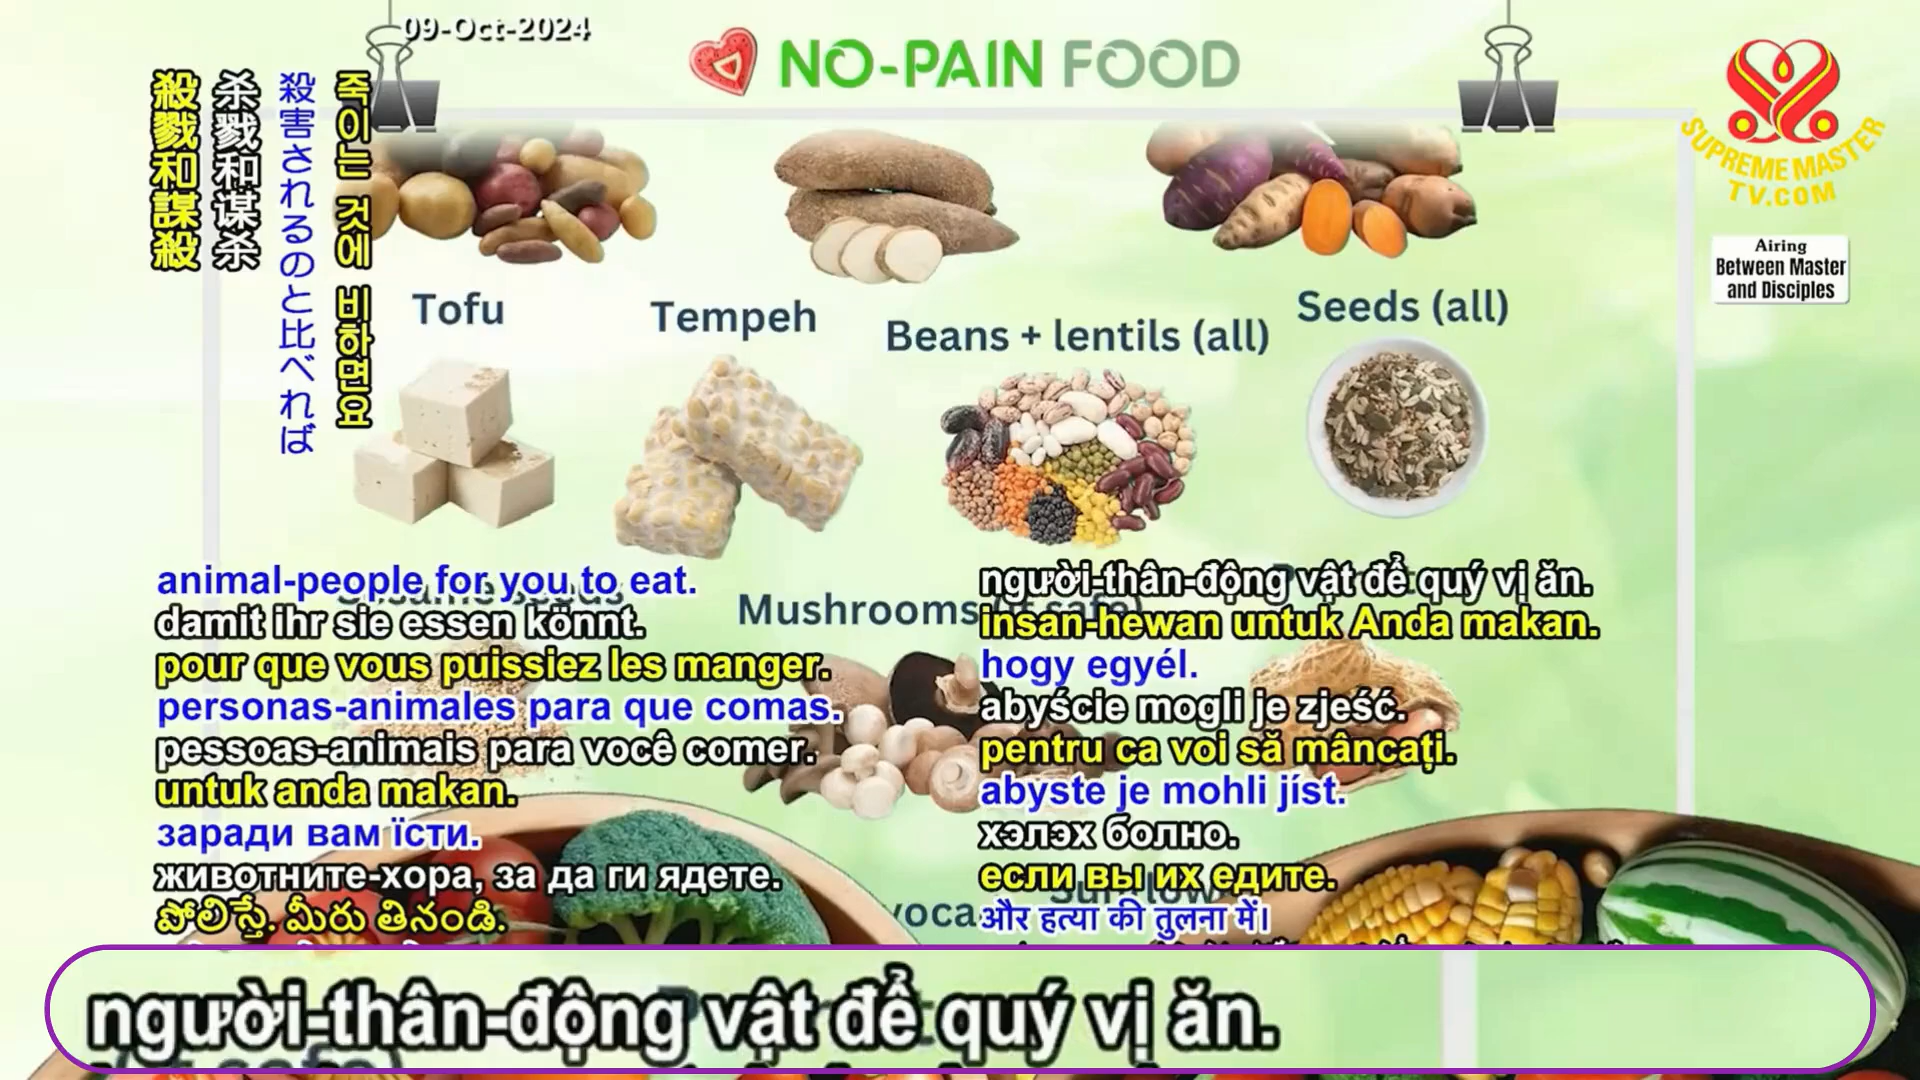 09-Oct-2024
NO-PAIN FOOD
SUPREME MASTER
TV.COM
Airing
Between Master
and Disciples
殺戮和謀殺
杀戮和谋杀
殺害されるのと比べれば
죽이는 것에 비하면요
Tofu
Tempeh
Beans + lentils (all)
Seeds (all)
Mushrooms (if safe)
animal-people for you to eat.
damit ihr sie essen könnt.
pour que vous puissiez les manger.
personas-animales para que comas.
pessoas-animais para você comer.
untuk anda makan.
заради вам їсти.
животните-хора, за да ги ядете.
పోలిస్తే. మీరు తినండి.
người-thân-động vật để quý vị ăn.
insan-hewan untuk Anda makan.
hogy egyél.
abyście mogli je zjeść.
pentru ca voi să mâncați.
abyste je mohli jíst.
хэлэх болно.
если вы их едите.
और हत्या की तुलना में।
người-thân-động vật để quý vị ăn.